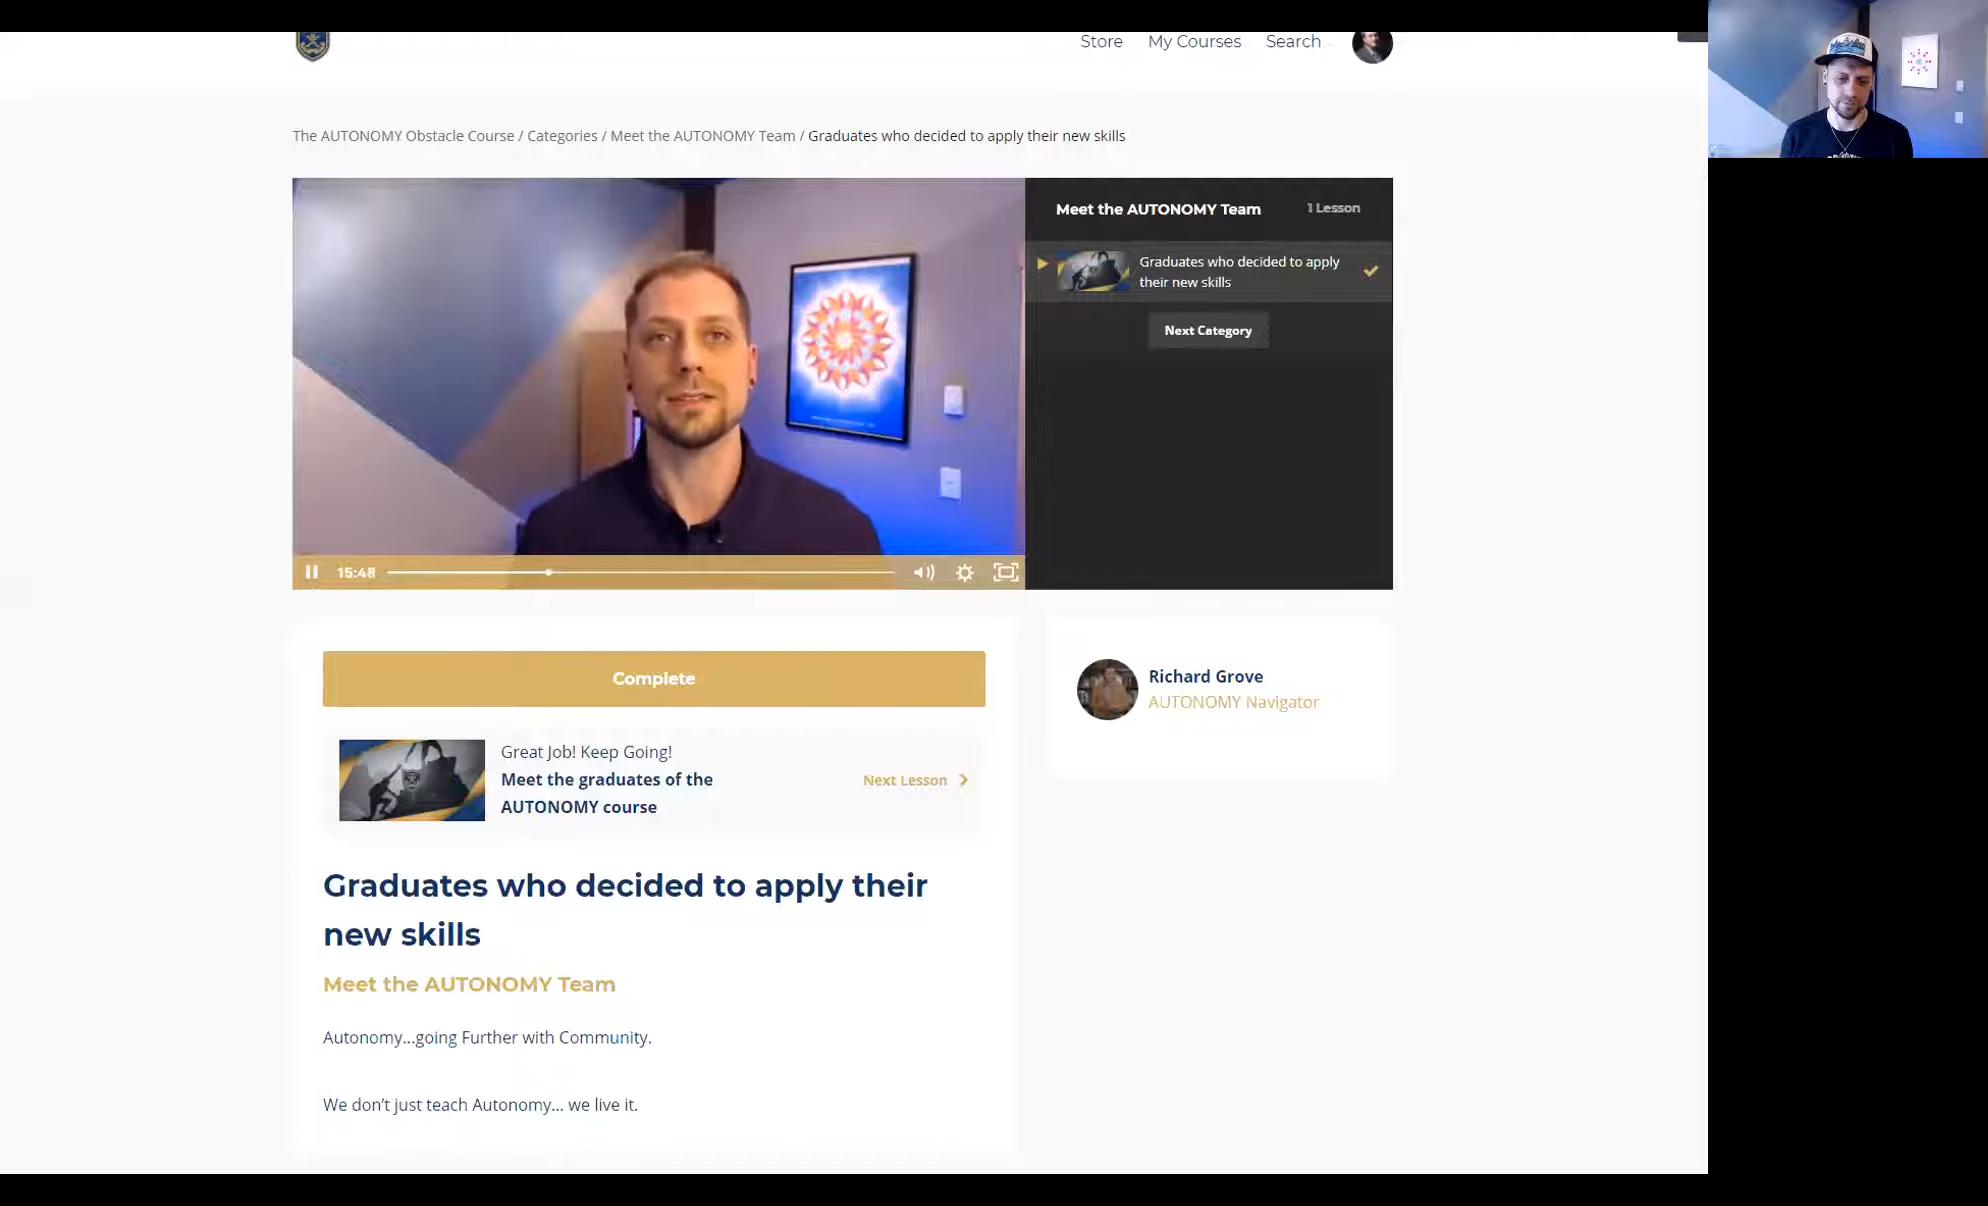 Store My Courses Search
The AUTONOMY Obstacle Course / Categories / Meet the AUTONOMY Team / Graduates who decided to apply their new skills
Meet the AUTONOMY Team 1 Lesson
Graduates who decided to apply
their new skills
Next Category
15:48
Complete
Great Job! Keep Going!
Meet the graduates of the
AUTONOMY course
Next Lesson
Richard Grove
AUTONOMY Navigator
Graduates who decided to apply their
new skills
Meet the AUTONOMY Team
Autonomy...going Further with Community.
We don't just teach Autonomy... we live it.